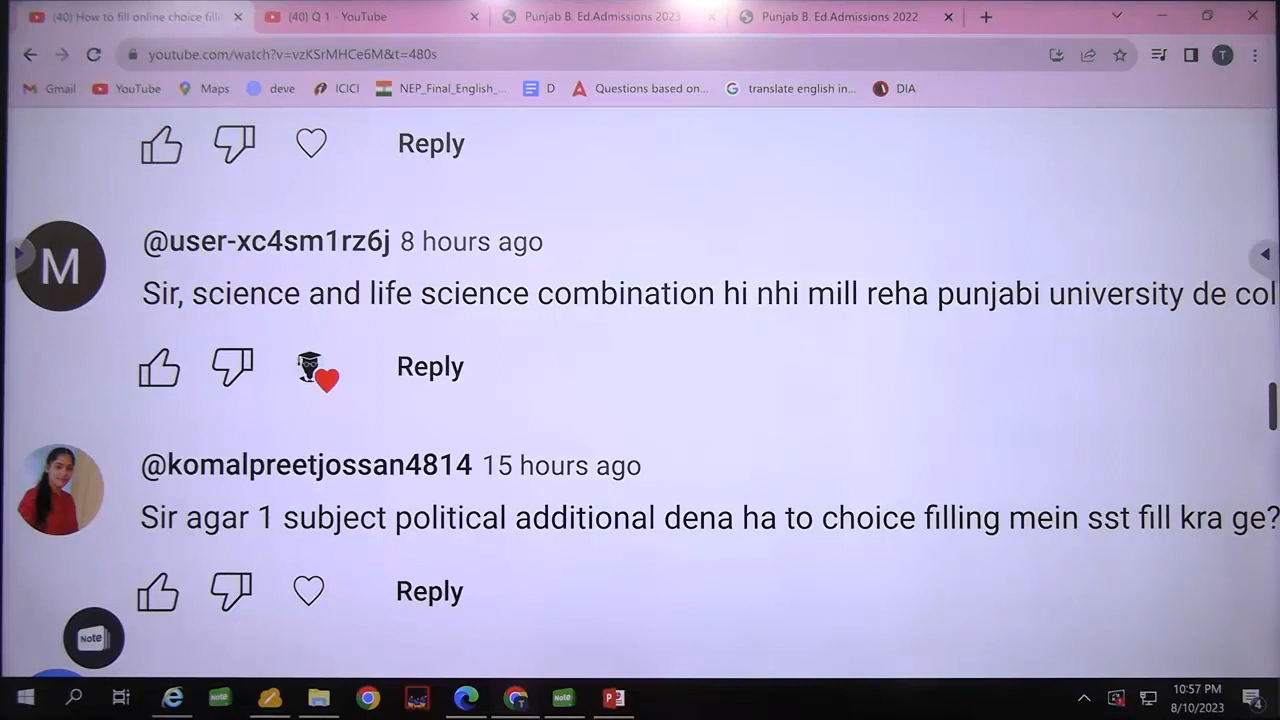 (40) How to fill online choice filli
(40) Q 1 - YouTube
Punjab B. Ed.Admissions 2023
Punjab B. Ed.Admissions 2022
youtube.com/watch?v=vzKSrMHCe6M&t=480s
T
Gmail
YouTube
Maps
deve
ICICI
NEP_Final_English_...
D
Questions based on...
translate english in...
DIA
Reply
M
@user-xc4sm1rz6j 8 hours ago
Sir, science and life science combination hi nhi mill reha punjabi university de col
Reply
@komalpreetjossan4814 15 hours ago
Sir agar 1 subject political additional dena ha to choice filling mein sst fill kra ge?
Reply
Note
Note
T
Note
10:57 PM
8/10/2023
4